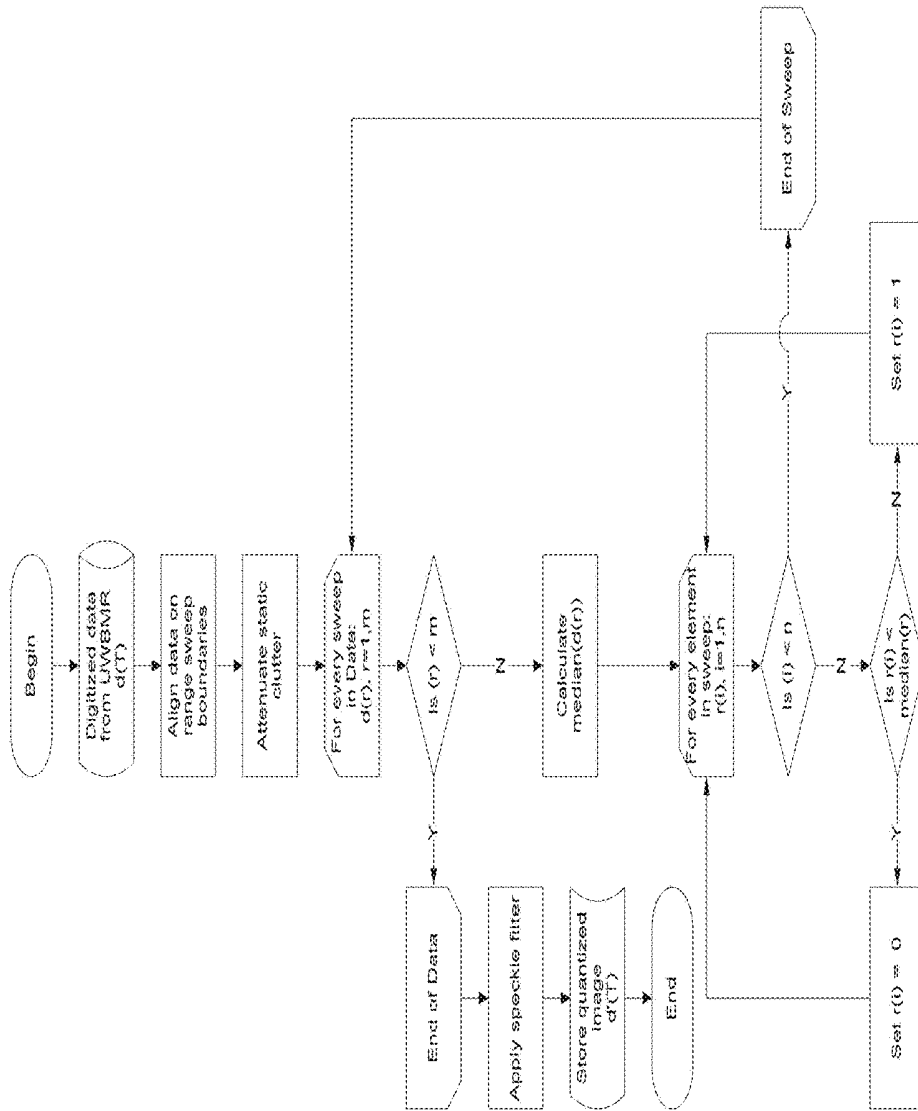 Begin
Digitized data
from UWBMR
d(T)
Align data on
range sweep
boundaries
Attenuate static
clutter
For every sweep
in Data:
d(r), r=1,m
Is (r) < m
Y
N
End of Data
Apply speckle filter
Store quantized
image
d'(T)
End
Calculate
median(d(r))
For every element
in sweep:
r(i), i=1,n
Is (i) < n
Y
N
End of Sweep
Is r(i) <
median(r)
Y
N
Set r(i) = 0
Set r(i) = 1